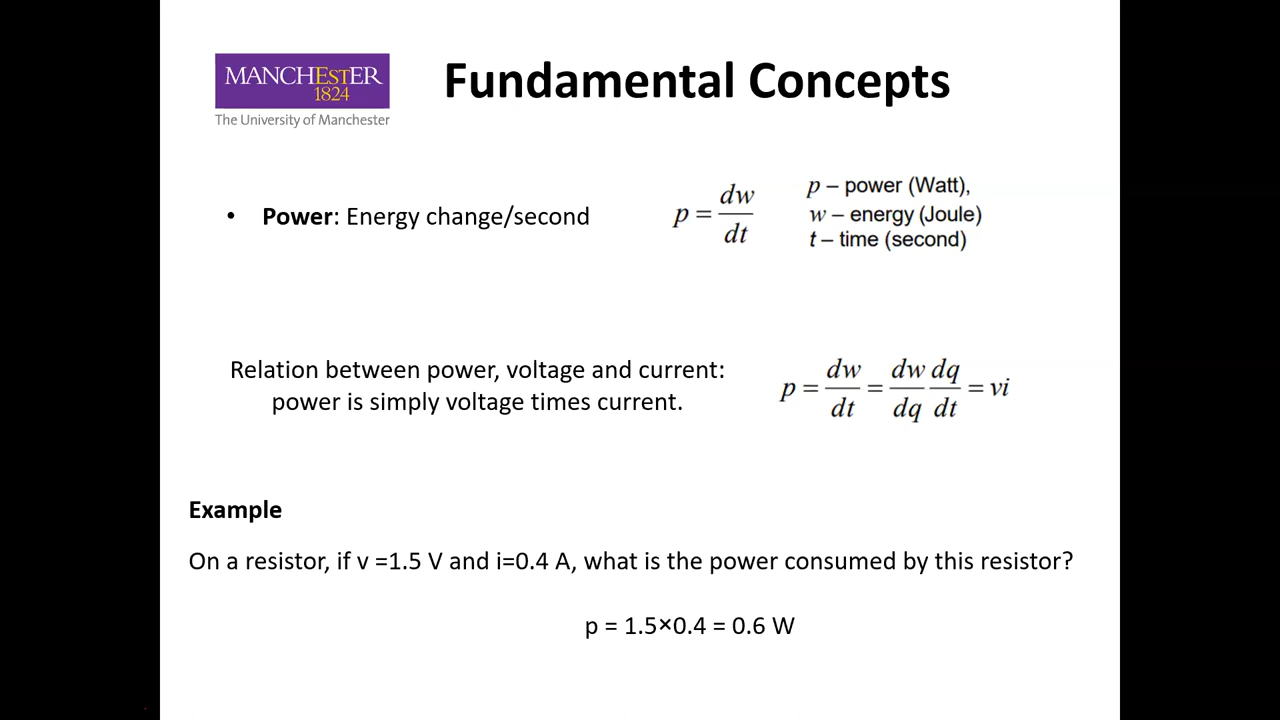 MANCHESTER
1824
The University of Manchester
Fundamental Concepts
• Power: Energy change/second
p = dw/dt
p – power (Watt),
w – energy (Joule)
t – time (second)
Relation between power, voltage and current:
power is simply voltage times current.
p = dw/dt = dw/dq dq/dt = vi
Example
On a resistor, if v =1.5 V and i=0.4 A, what is the power consumed by this resistor?
p = 1.5×0.4 = 0.6 W